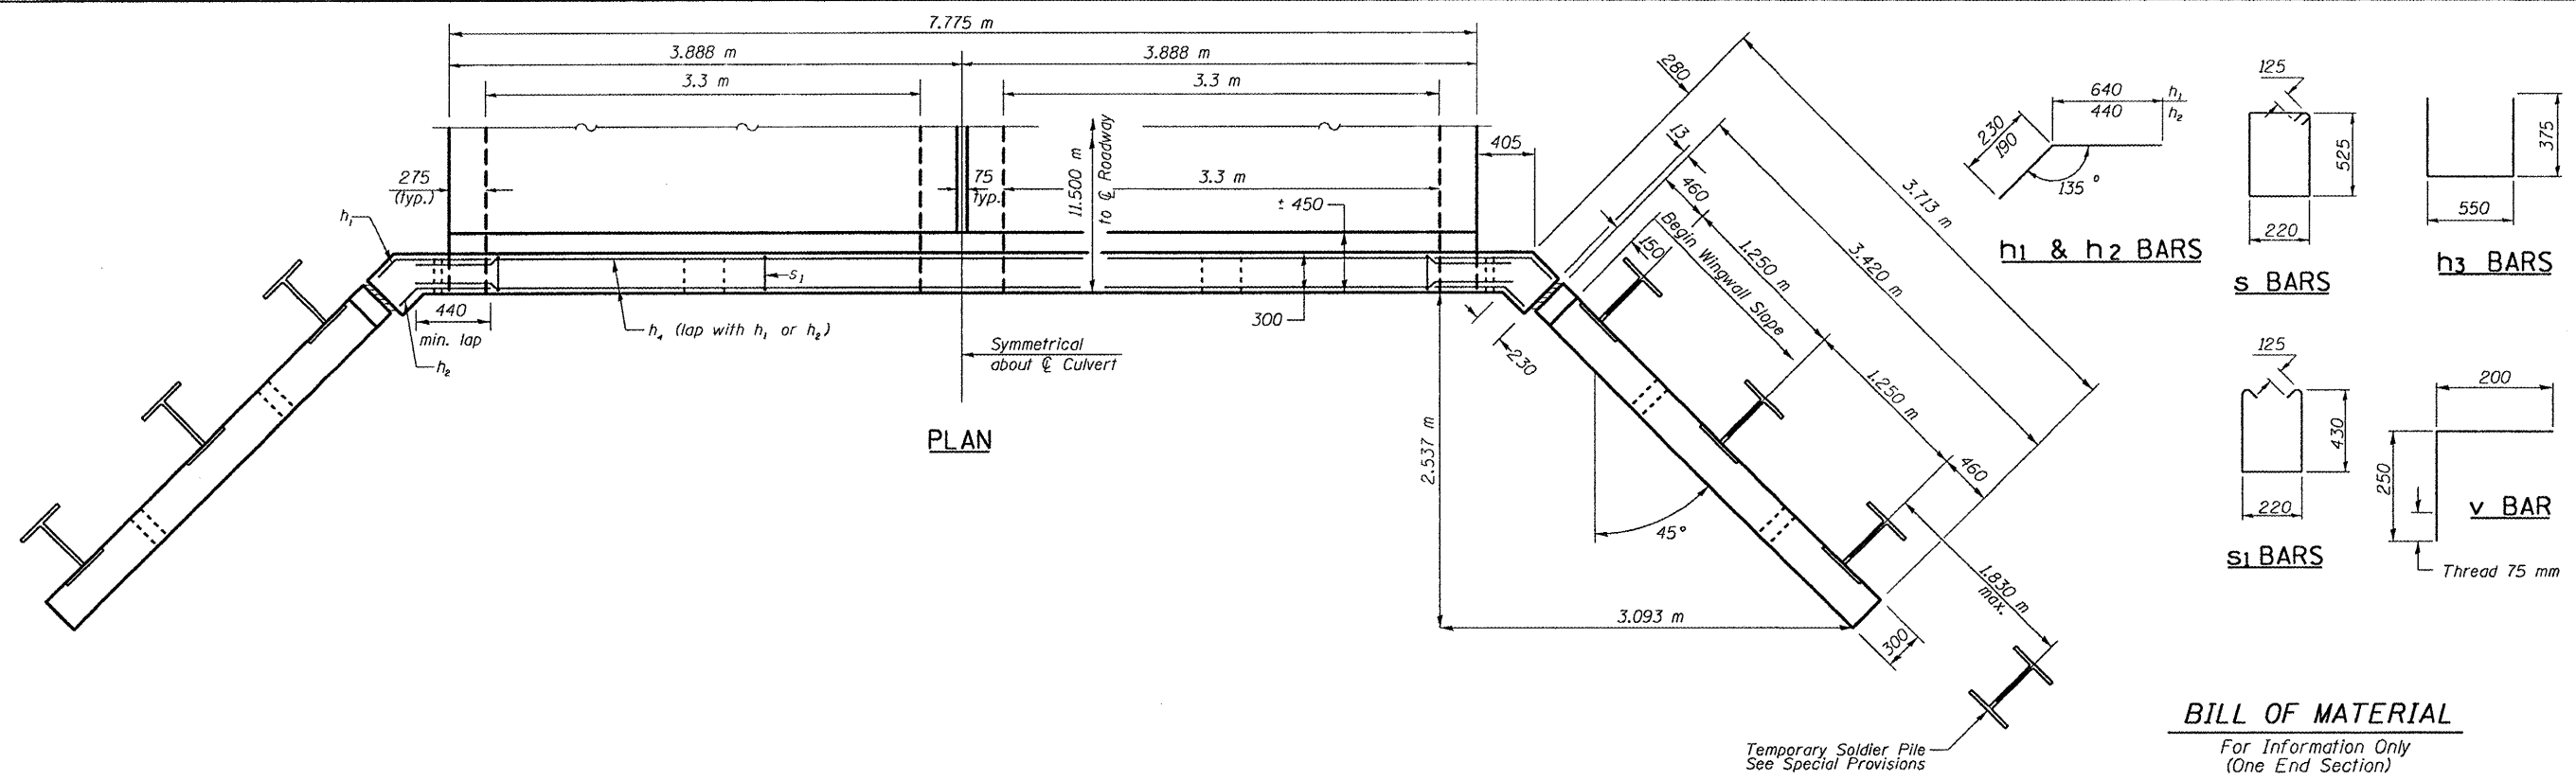 7.775 m
3.888 m
3.888 m
3.3 m
3.3 m
280
640
h1
440
h2
230
190
135 °
125
525
220
375
550
h1 & h2 BARS
s BARS
h3 BARS
275
(typ.)
75
typ.
11.500 m
to ℄ Roadway
3.3 m
± 450
405
13
460
150
Begin Wingwall Slope
1.250 m
3.420 m
3.713 m
h1
s1
440
min. lap
h4 (lap with h1 or h2)
h2
300
Symmetrical
about ℄ Culvert
230
1.250 m
460
PLAN
2.537 m
45°
3.093 m
300
1.830 m
max.
125
430
220
s1 BARS
200
250
v BAR
Thread 75 mm
Temporary Soldier Pile
See Special Provisions
BILL OF MATERIAL
For Information Only
(One End Section)